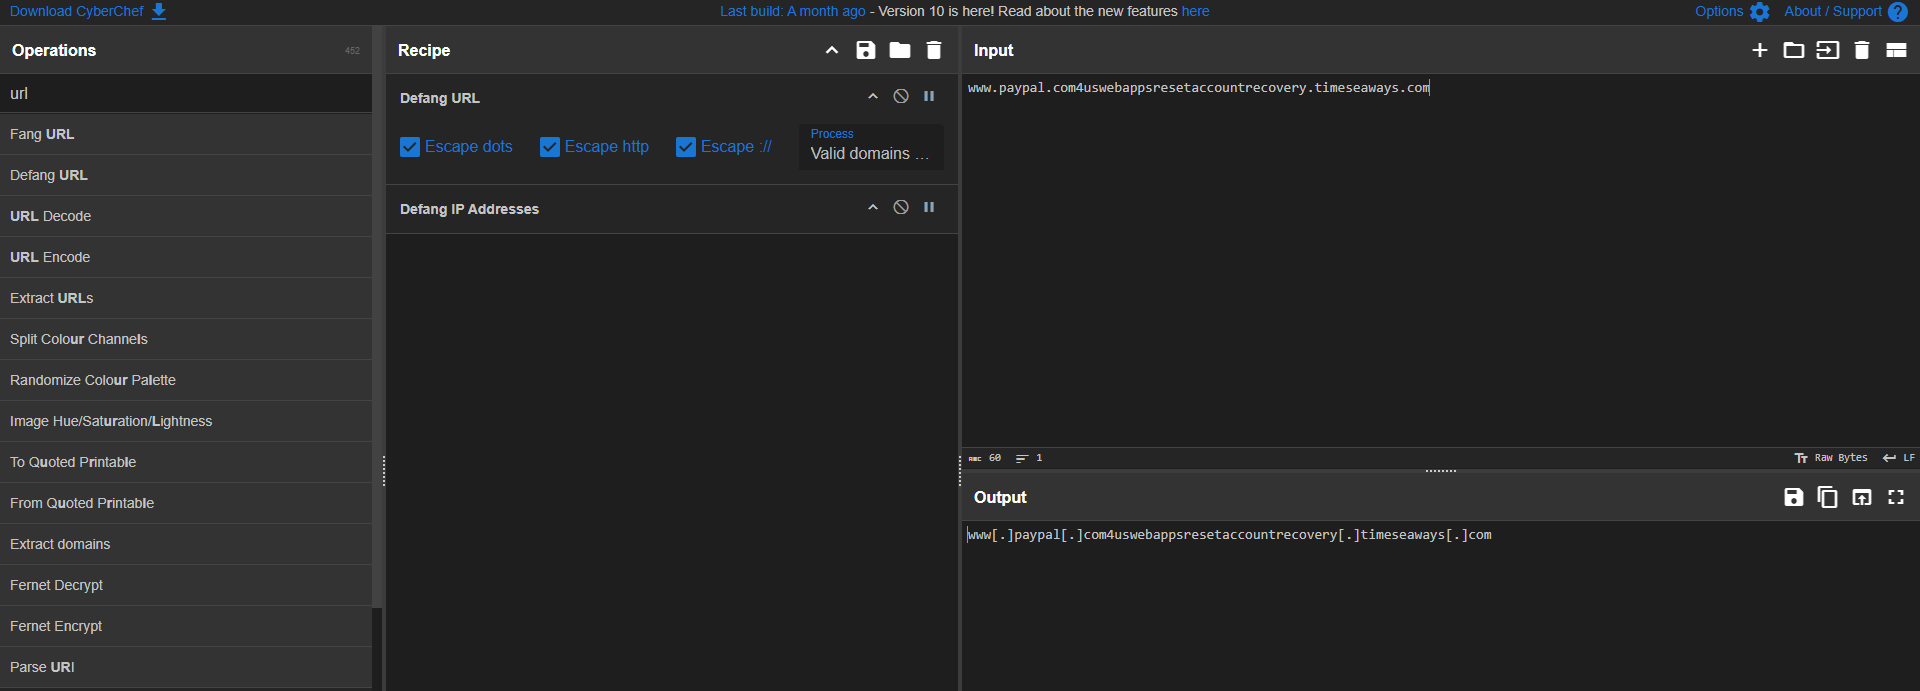 Download CyberChef
Last build: A month ago - Version 10 is here! Read about the new features here
Options
About / Support
Operations
452
url
Fang URL
Defang URL
URL Decode
URL Encode
Extract URLs
Split Colour Channels
Randomize Colour Palette
Image Hue/Saturation/Lightness
To Quoted Printable
From Quoted Printable
Extract domains
Fernet Decrypt
Fernet Encrypt
Parse URI
Recipe
Defang URL
Escape dots
Escape http
Escape ://
Process
Valid domains ...
Defang IP Addresses
Input
www.paypal.com4uswebappsresetaccountrecovery.timeseaways.com
ABC 60
1
Tт Raw Bytes
LF
Output
www[.]paypal[.]com4uswebappsresetaccountrecovery[.]timeseaways[.]com